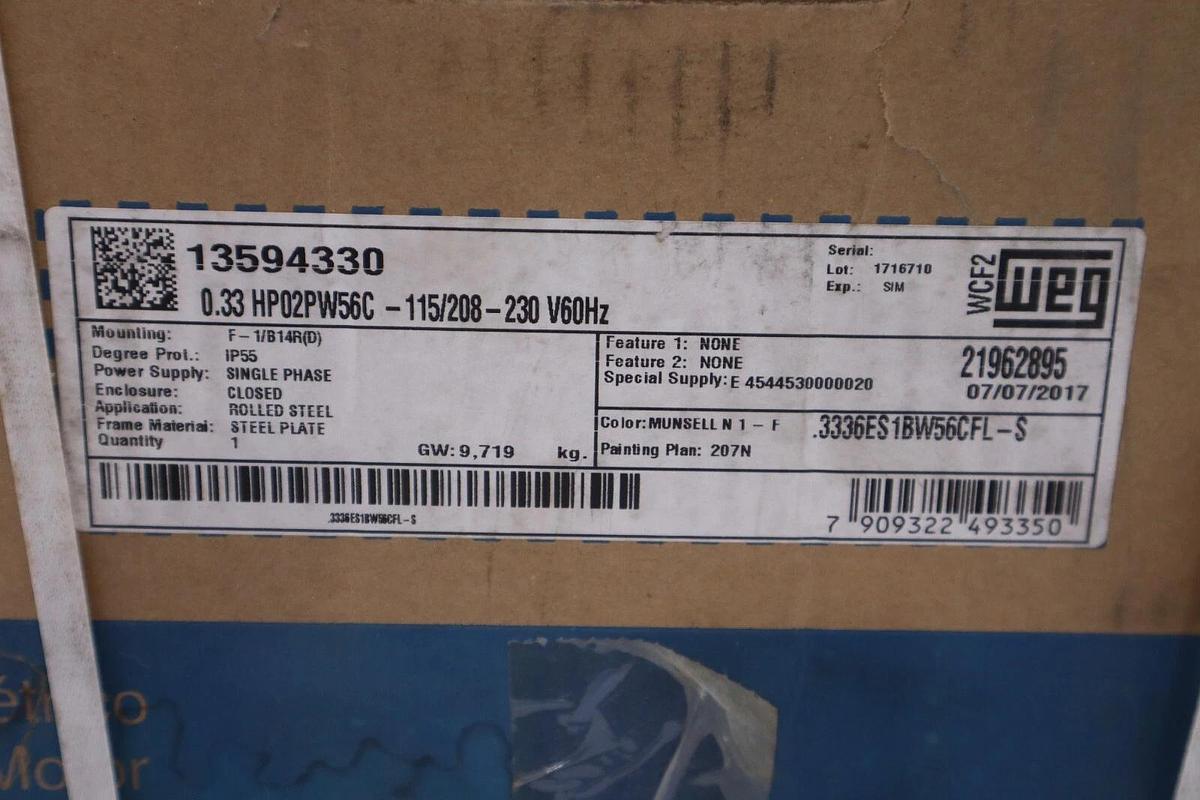 13594330
0.33 HP02PW56C -115/208-230 V60Hz
Serial:
Lot: 1716710
Exp.: SIM
WCF2
weg
Mounting: F-1/B14R(D)
Degree Prot.: IP55
Power Supply: SINGLE PHASE
Enclosure: CLOSED
Application: ROLLED STEEL
Frame Material: STEEL PLATE
Quantity 1
GW: 9,719 kg.
Feature 1: NONE
Feature 2: NONE
Special Supply: E 4544530000020
21962895
07/07/2017
Color: MUNSELL N 1 - F
Painting Plan: 207N
.3336ES1BW56CFL-S
.3336ES1BW56CFL-S
7 909322 493350